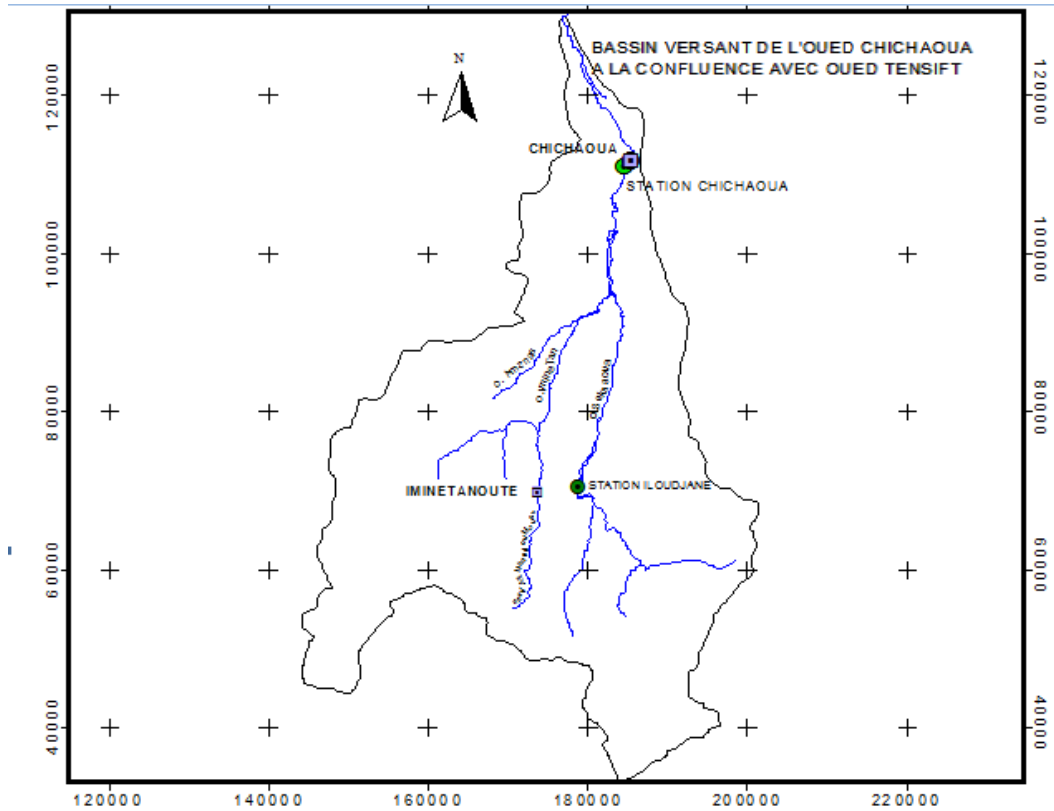 BASSIN VERSANT DE L'OUED CHICHAOUA
A LA CONFLUENCE AVEC OUED TENSIFT
N
CHICHAOUA
STATION CHICHAOUA
O. Ameznas
IMINETANOUTE
STATION ILOUDJANE
120000
100000
80000
60000
40000
120000
100000
80000
60000
40000
120000
140000
160000
180000
200000
220000